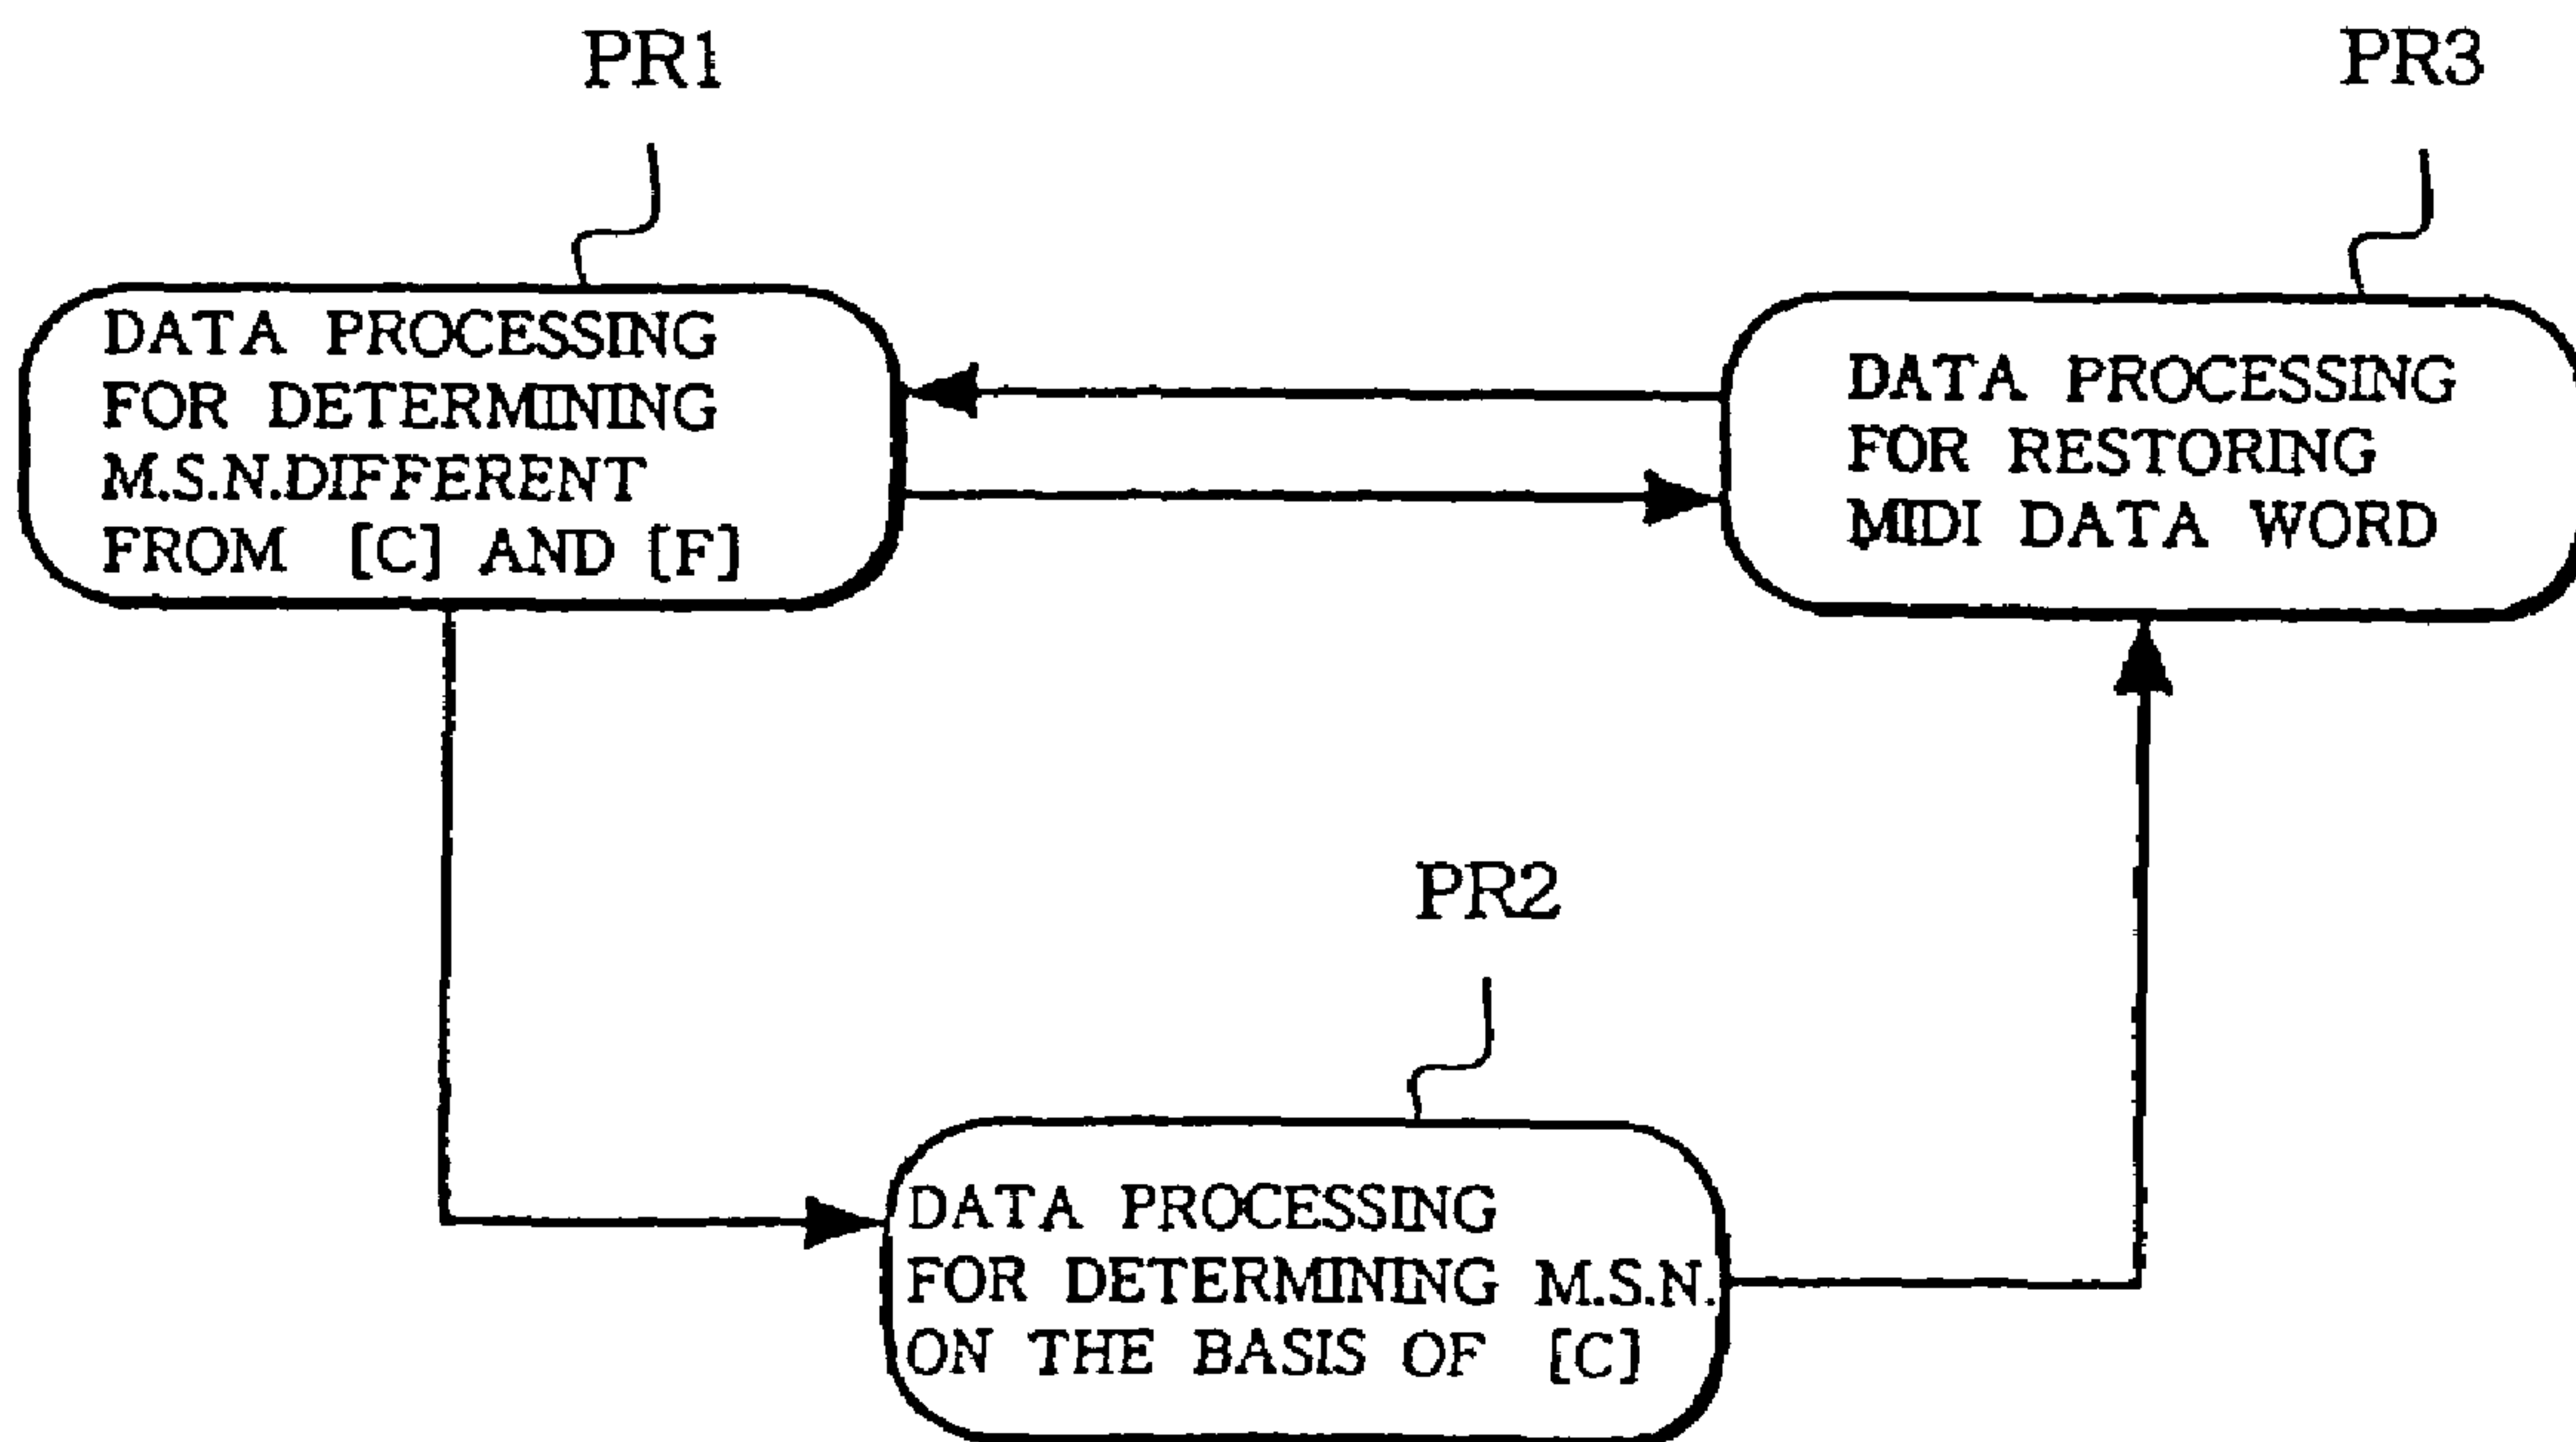 PR1
DATA PROCESSING
FOR DETERMINING
M.S.N.DIFFERENT
FROM [C] AND [F]
PR3
DATA PROCESSING
FOR RESTORING
MIDI DATA WORD
PR2
DATA PROCESSING
FOR DETERMINING M.S.N.
ON THE BASIS OF [C]